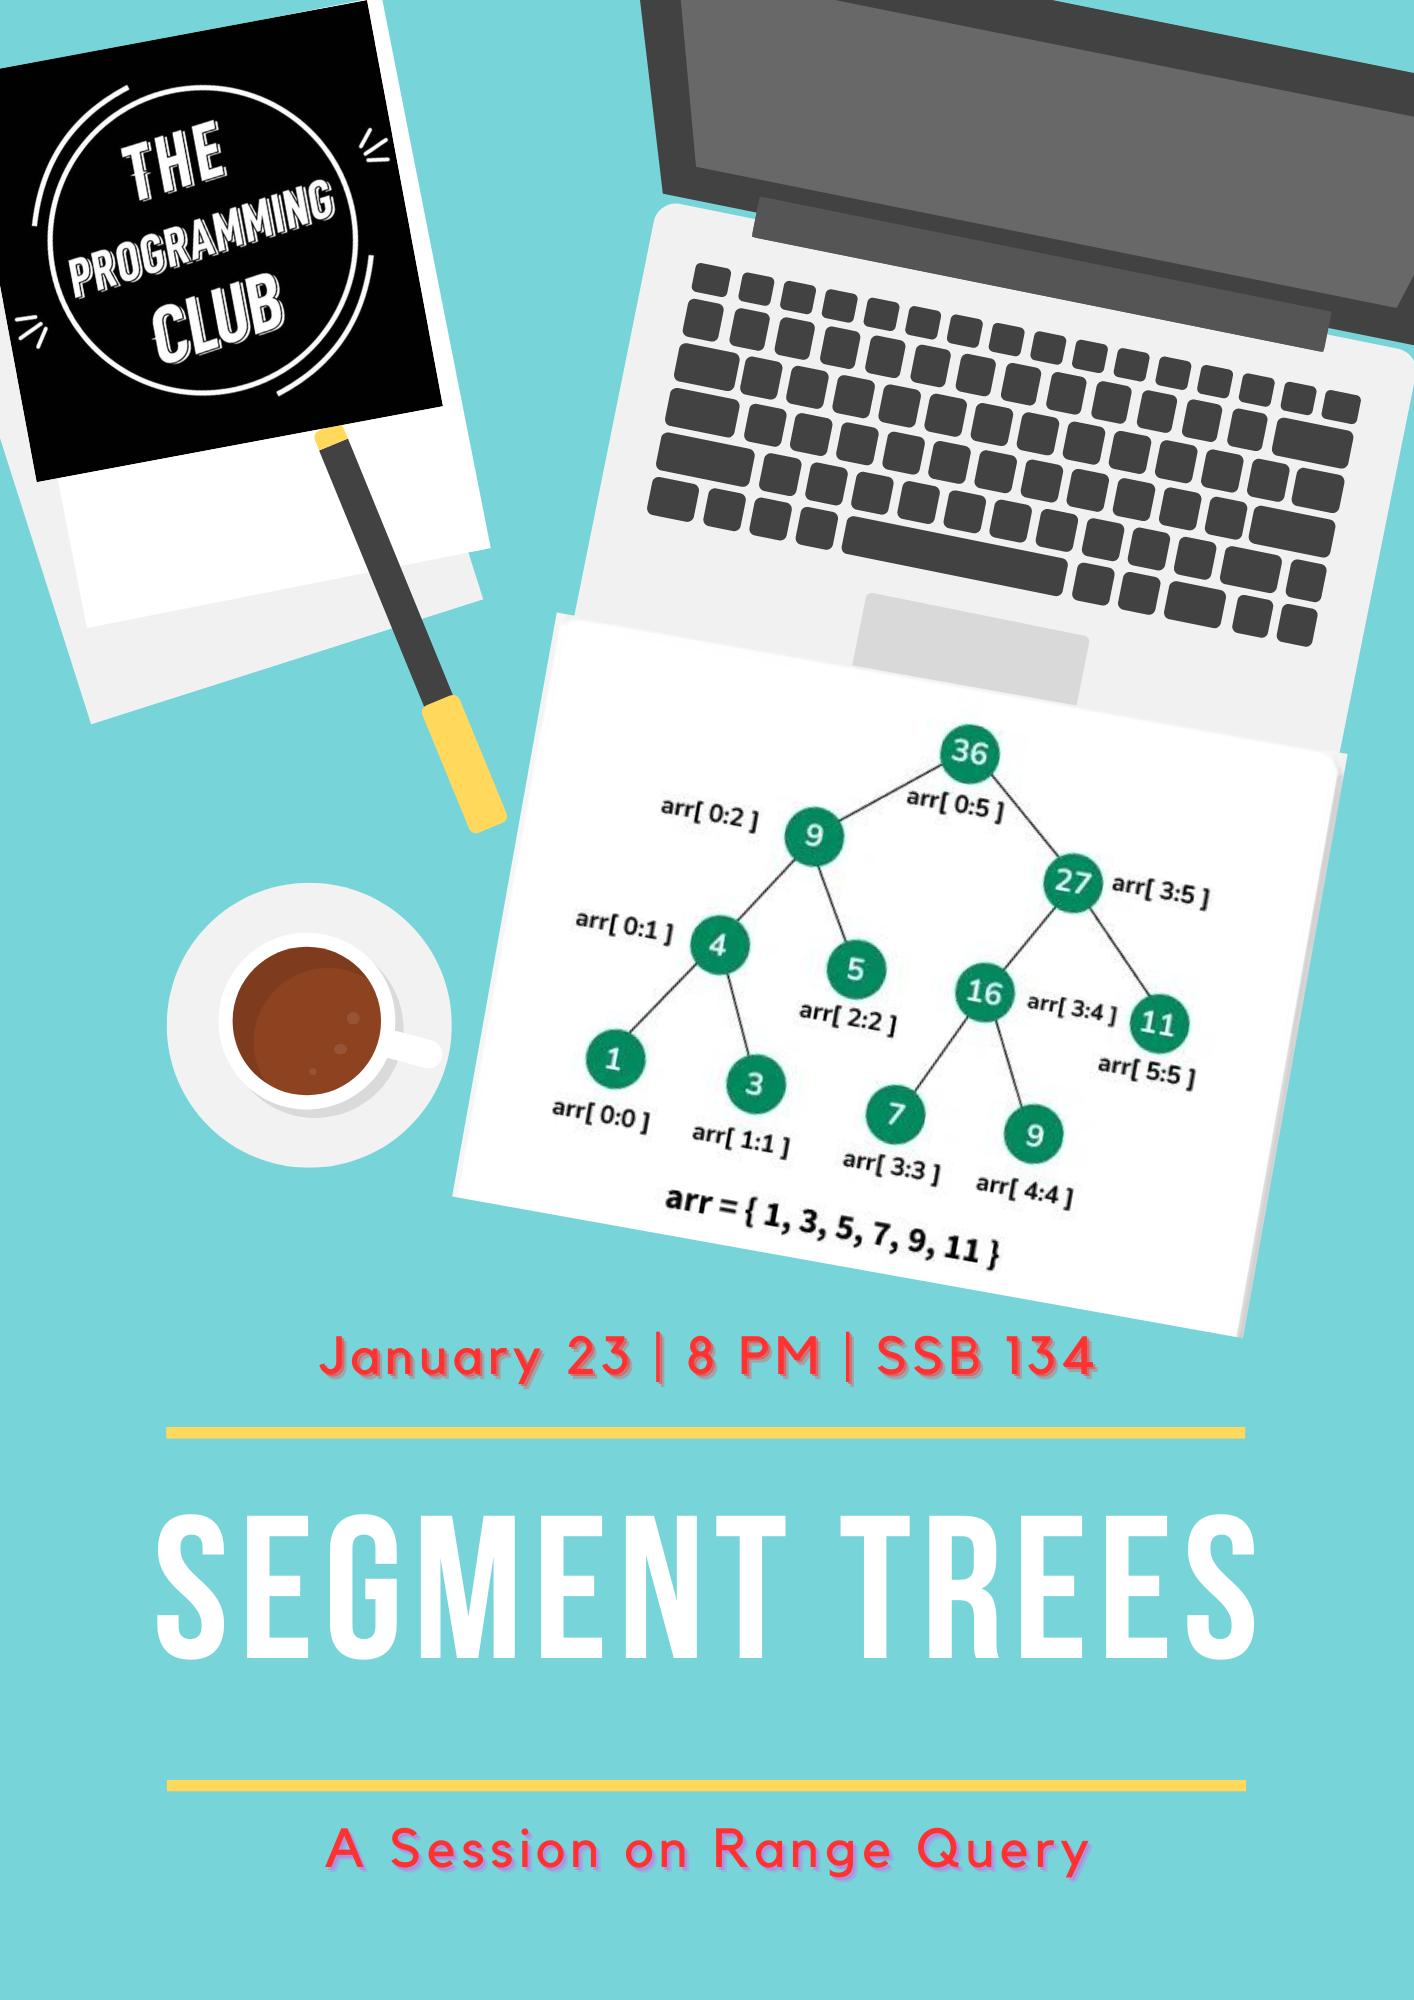 THE
PROGRAMMING
CLUB
36
arr[ 0:5 ]
arr[ 0:2 ]
9
27
arr[ 3:5 ]
arr[ 0:1 ]
4
5
arr[ 2:2 ]
16
arr[ 3:4 ]
11
arr[ 5:5 ]
1
arr[ 0:0 ]
3
arr[ 1:1 ]
7
arr[ 3:3 ]
9
arr[ 4:4 ]
arr = { 1, 3, 5, 7, 9, 11 }
January 23 | 8 PM | SSB 134
SEGMENT TREES
A Session on Range Query